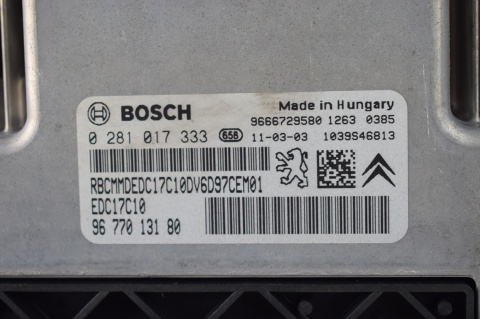 BOSCH
Made in Hungary
9666729580 1263 0385
0 281 017 333 658 11-03-03 1039S46813
RBCMMDEDC17C10DV6D97CEM01
EDC17C10
96 770 131 80